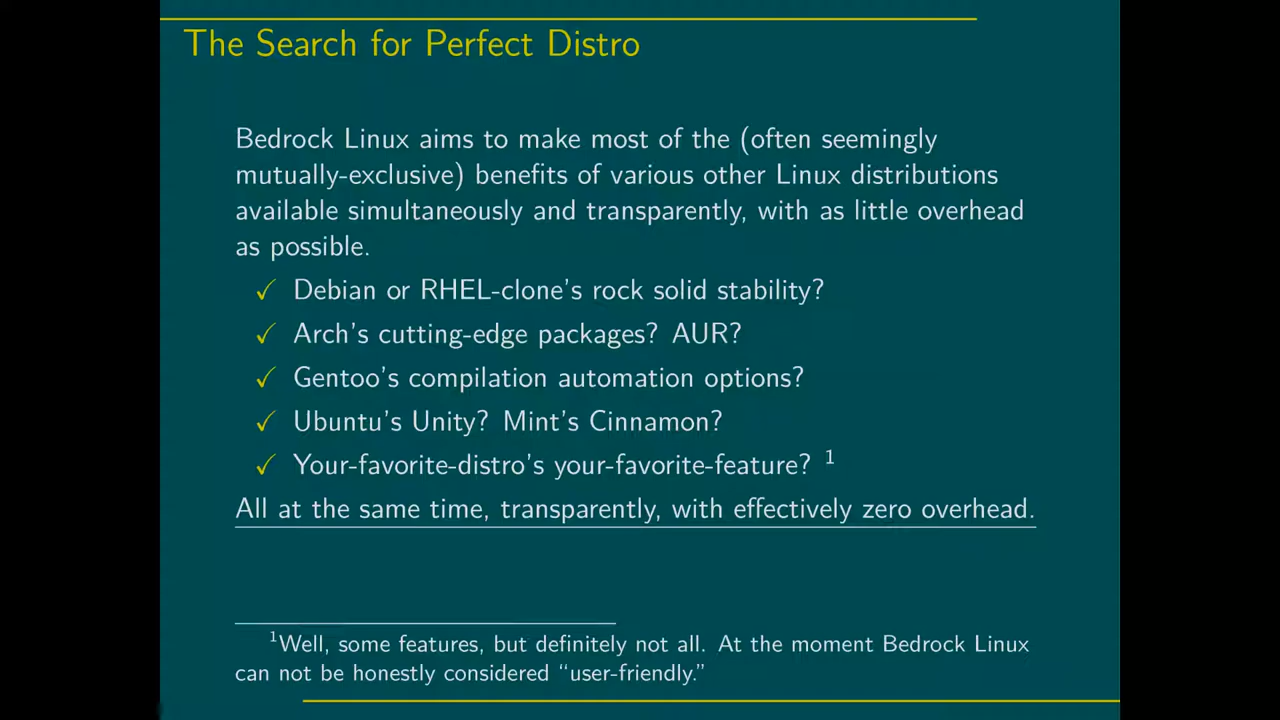 The Search for Perfect Distro
Bedrock Linux aims to make most of the (often seemingly
mutually-exclusive) benefits of various other Linux distributions
available simultaneously and transparently, with as little overhead
as possible.
✓ Debian or RHEL-clone's rock solid stability?
✓ Arch's cutting-edge packages? AUR?
✓ Gentoo's compilation automation options?
✓ Ubuntu's Unity? Mint's Cinnamon?
✓ Your-favorite-distro's your-favorite-feature? ¹
All at the same time, transparently, with effectively zero overhead.
¹Well, some features, but definitely not all. At the moment Bedrock Linux
can not be honestly considered “user-friendly.”